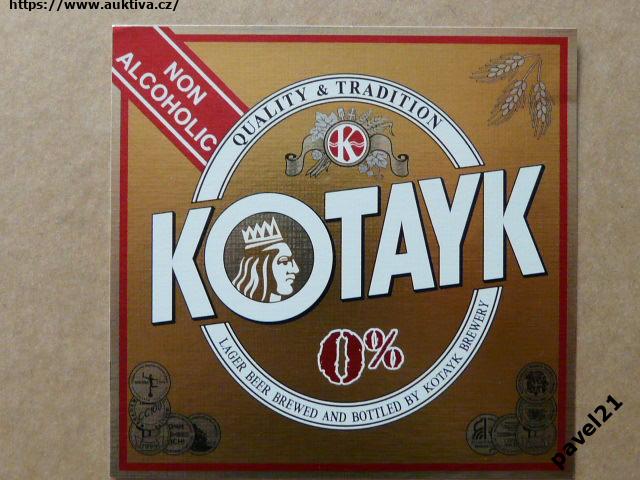 https://www.auktiva.cz/
NON
ALCOHOLIC
QUALITY & TRADITION
K
KOTAYK
0%
LAGER BEER BREWED AND BOTTLED BY KOTAYK BREWERY
pavel21